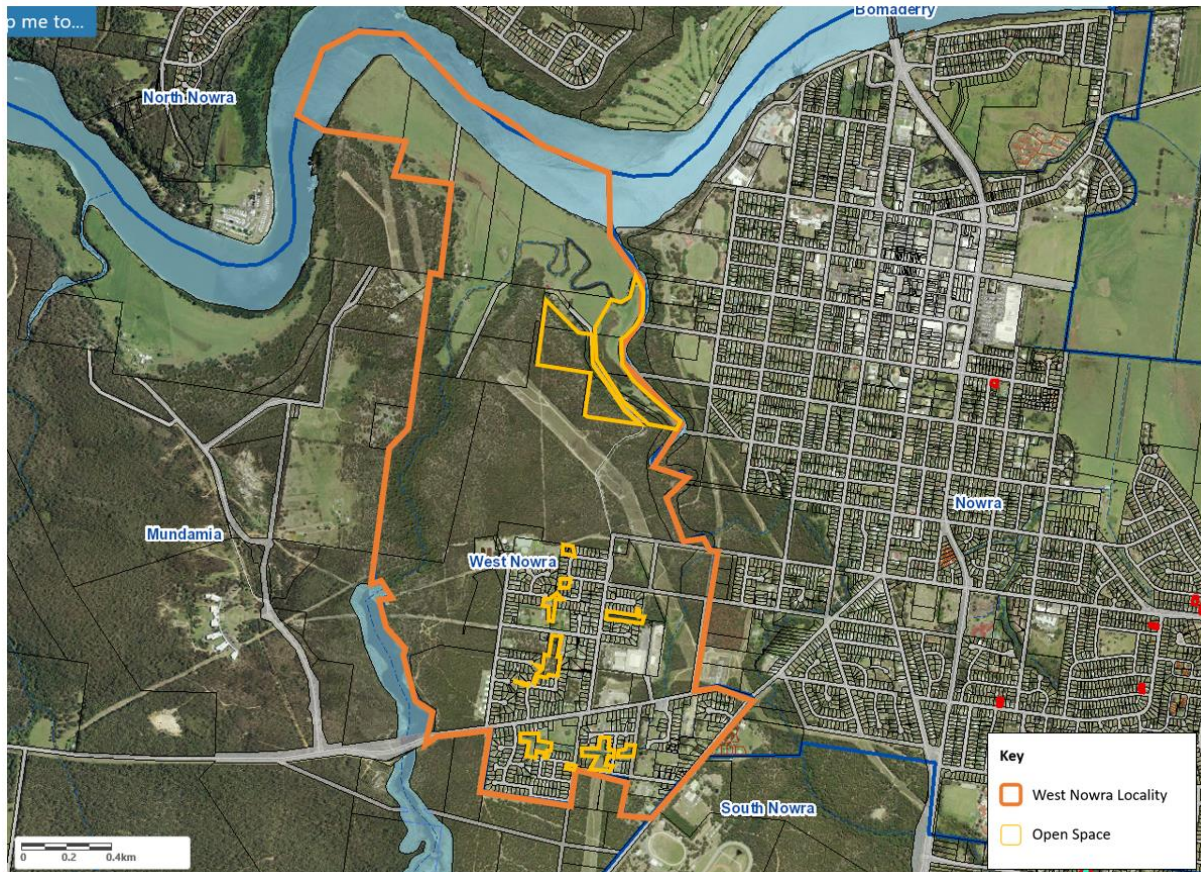 p me to...
Bomaderry
North Nowra
Nowra
Mundamia
West Nowra
South Nowra
Key
West Nowra Locality
Open Space
0 0.2 0.4km